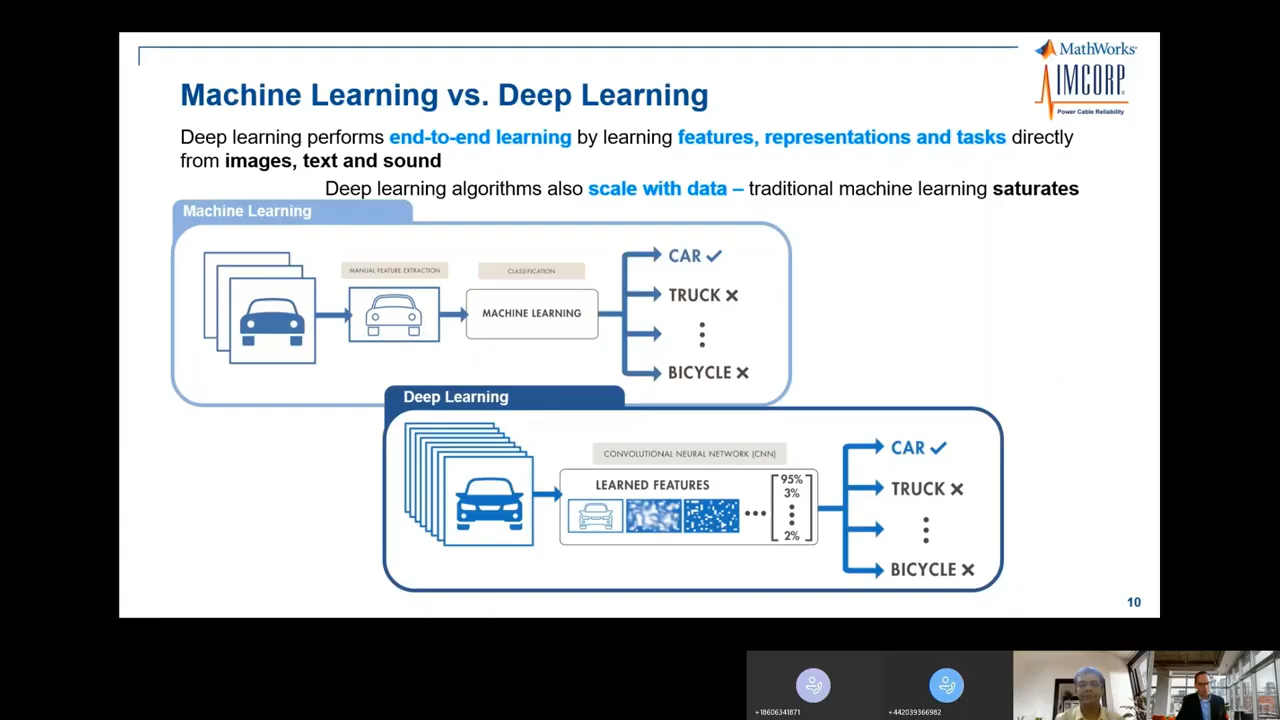 MathWorks®
IMCORP®
Power Cable Reliability
Machine Learning vs. Deep Learning
Deep learning performs end-to-end learning by learning features, representations and tasks directly
from images, text and sound
Deep learning algorithms also scale with data – traditional machine learning saturates
Machine Learning
MANUAL FEATURE EXTRACTION
CLASSIFICATION
MACHINE LEARNING
CAR ✓
TRUCK ✕
⋮
BICYCLE ✕
Deep Learning
CONVOLUTIONAL NEURAL NETWORK (CNN)
LEARNED FEATURES
•••
95%
3%
⋮
2%
CAR ✓
TRUCK ✕
⋮
BICYCLE ✕
10
+18606341871
+442039366982